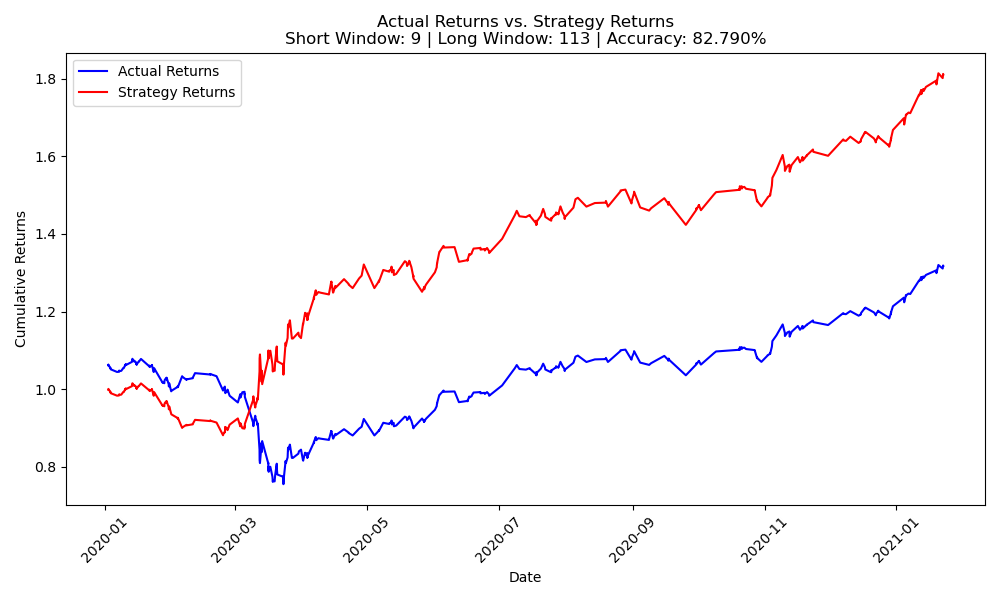 Actual Returns vs. Strategy Returns
Short Window: 9 | Long Window: 113 | Accuracy: 82.790%
Actual Returns
Strategy Returns
1.8
1.6
1.4
1.2
1.0
0.8
Cumulative Returns
2020-01
2020-03
2020-05
2020-07
2020-09
2020-11
2021-01
Date